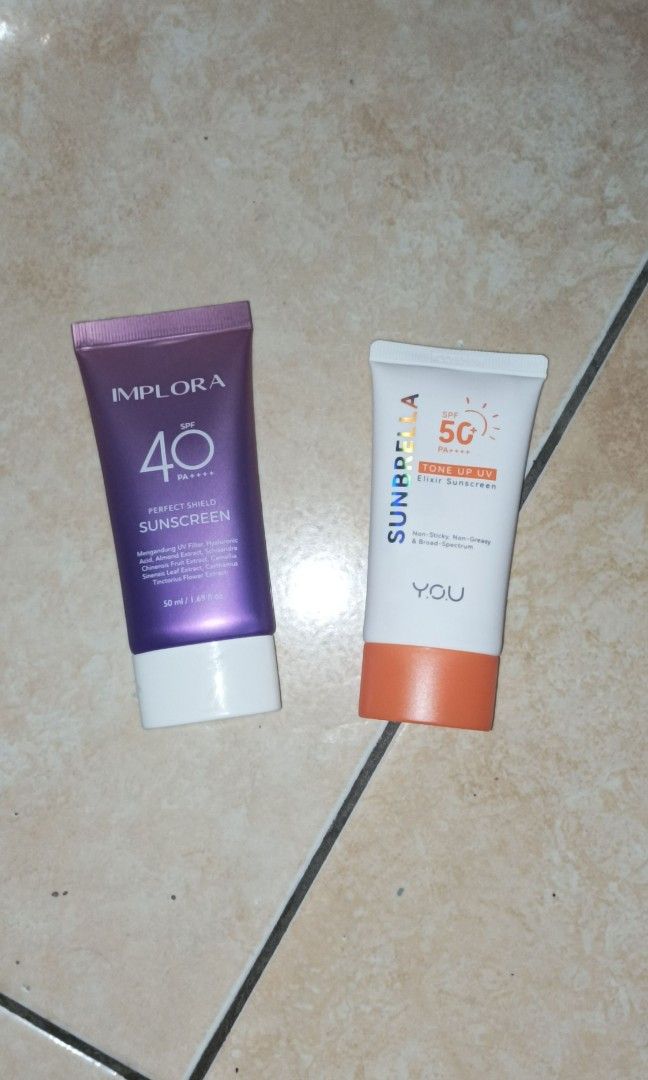 IMPLORA
SPF
40
PA++++
PERFECT SHIELD
SUNSCREEN
Mengandung UV Filter, Hyaluronic
Acid, Almond Extract, Schisandra
Chinensis Fruit Extract, Camellia
Sinensis Leaf Extract, Carthamus
Tinctorius Flower Extract
50 ml / 1.69 fl.oz
SUNBRELLA
SPF
50+
PA++++
TONE UP UV
Elixir Sunscreen
Non-Sticky, Non-Greasy
& Broad-Spectrum
Y.O.U